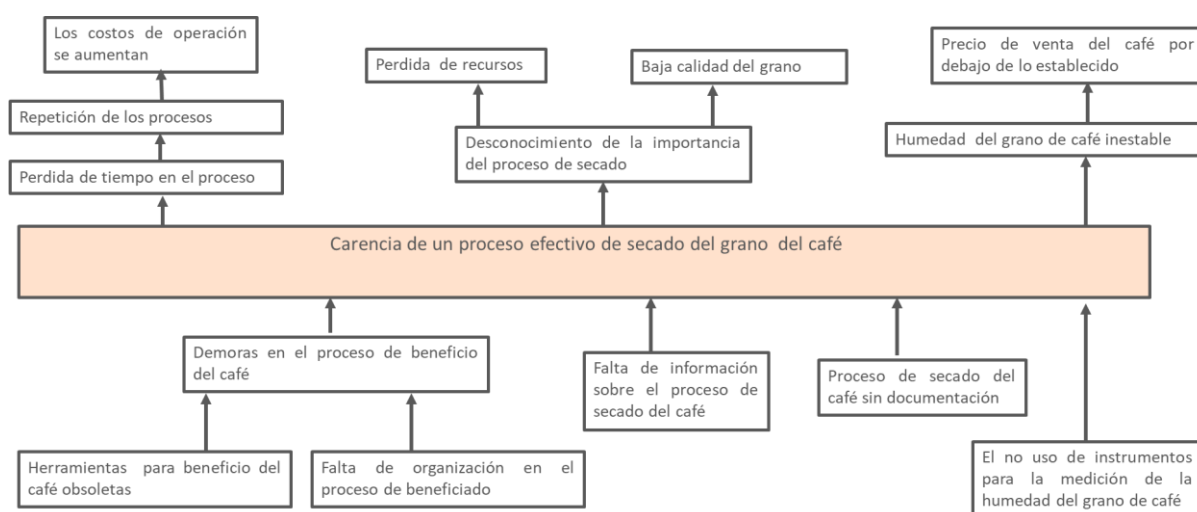 Los costos de operación
se aumentan
Perdida de recursos
Baja calidad del grano
Precio de venta del café por
debajo de lo establecido
Repetición de los procesos
Desconocimiento de la importancia
del proceso de secado
Humedad del grano de café inestable
Perdida de tiempo en el proceso
Carencia de un proceso efectivo de secado del grano del café
Demoras en el proceso de beneficio
del café
Falta de información
sobre el proceso de
secado del café
Proceso de secado del
café sin documentación
Herramientas para beneficio del
café obsoletas
Falta de organización en el
proceso de beneficiado
El no uso de instrumentos
para la medición de la
humedad del grano de café